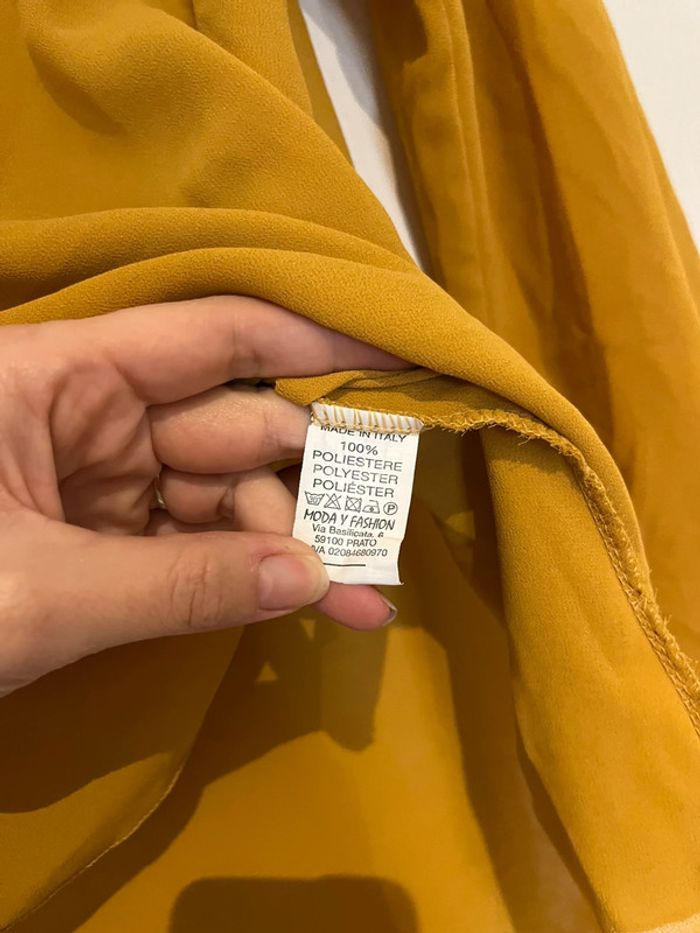 MADE IN ITALY
100%
POLIESTERE
POLYESTER
POLIÉSTER
MODA Y FASHION
Via Basilicata, 6
59100 PRATO
02084680970